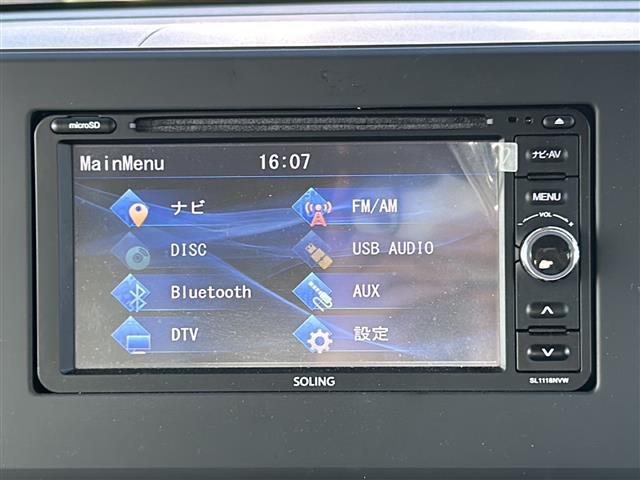 microSD
MainMenu 16:07
ナビ FM/AM
DISC USB AUDIO
Bluetooth AUX
DTV 設定
ナビ・AV
MENU
VOL
SOLING
SL1118NVW